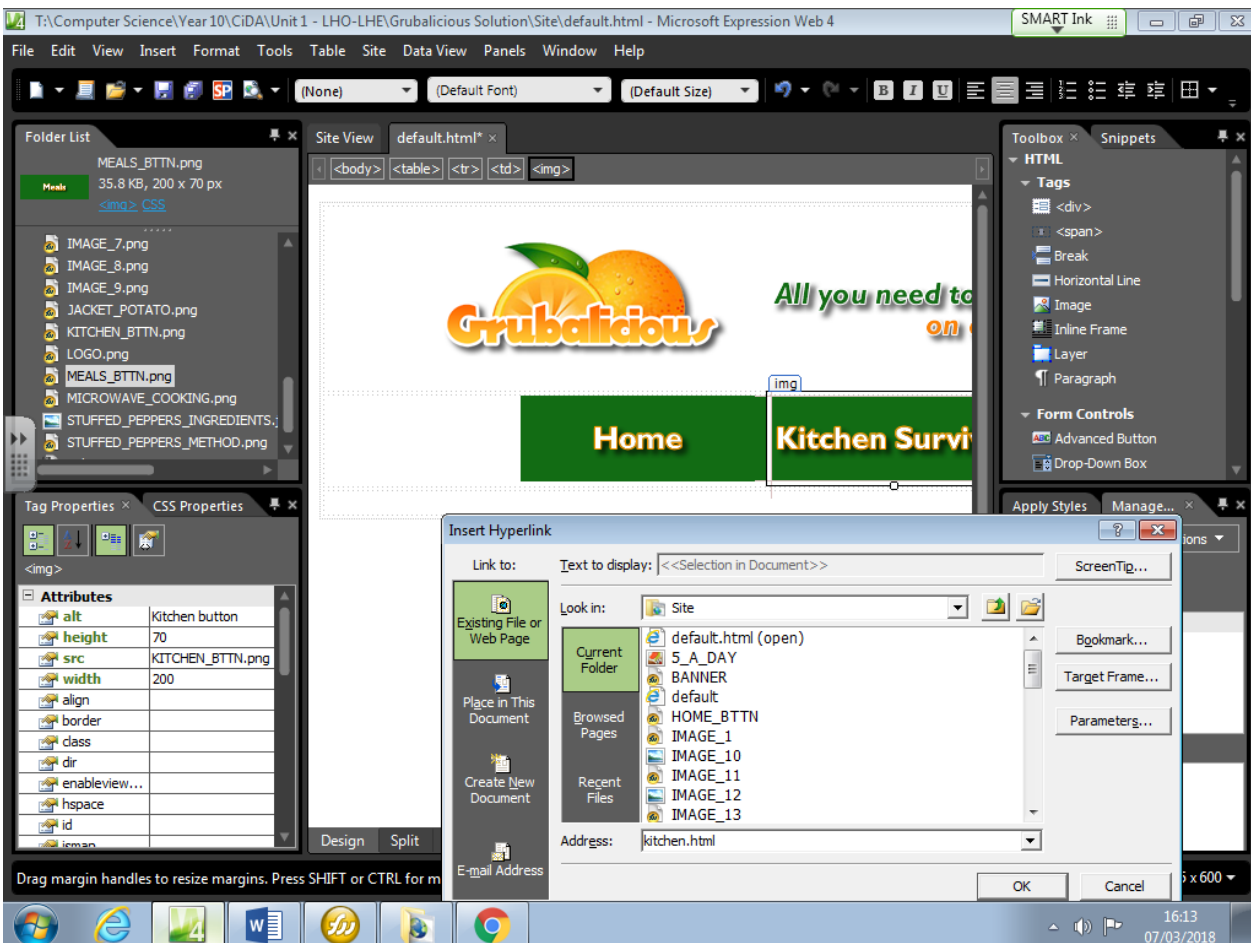 T:\Computer Science\Year 10\CiDA\Unit 1 - LHO-LHE\Grubalicious Solution\Site\default.html - Microsoft Expression Web 4
SMART Ink
File Edit View Insert Format Tools Table Site Data View Panels Window Help
(None) (Default Font) (Default Size) B I U
Folder List
MEALS_BTTN.png
Meals
35.8 KB, 200 x 70 px
<img> CSS
IMAGE_7.png
IMAGE_8.png
IMAGE_9.png
JACKET_POTATO.png
KITCHEN_BTTN.png
LOGO.png
MEALS_BTTN.png
MICROWAVE_COOKING.png
STUFFED_PEPPERS_INGREDIENTS.
STUFFED_PEPPERS_METHOD.png
Site View default.html*
<body> <table> <tr> <td> <img>
Grubalicious
All you need to
on
img
Home
Kitchen Survi
Toolbox Snippets
HTML
Tags
<div>
<span>
Break
Horizontal Line
Image
Inline Frame
Layer
Paragraph
Form Controls
Advanced Button
Drop-Down Box
Tag Properties CSS Properties
<img>
Attributes
alt Kitchen button
height 70
src KITCHEN_BTTN.png
width 200
align
border
class
dir
enableview...
hspace
id
ismap
Apply Styles Manage...
ions
Design Split
Insert Hyperlink
Link to:
Text to display: <<Selection in Document>>
ScreenTip...
Existing File or Web Page
Place in This Document
Create New Document
E-mail Address
Look in: Site
Current Folder
Browsed Pages
Recent Files
default.html (open)
5_A_DAY
BANNER
default
HOME_BTTN
IMAGE_1
IMAGE_10
IMAGE_11
IMAGE_12
IMAGE_13
Bookmark...
Target Frame...
Parameters...
Address: kitchen.html
OK Cancel
Drag margin handles to resize margins. Press SHIFT or CTRL for m
x 600
16:13
07/03/2018